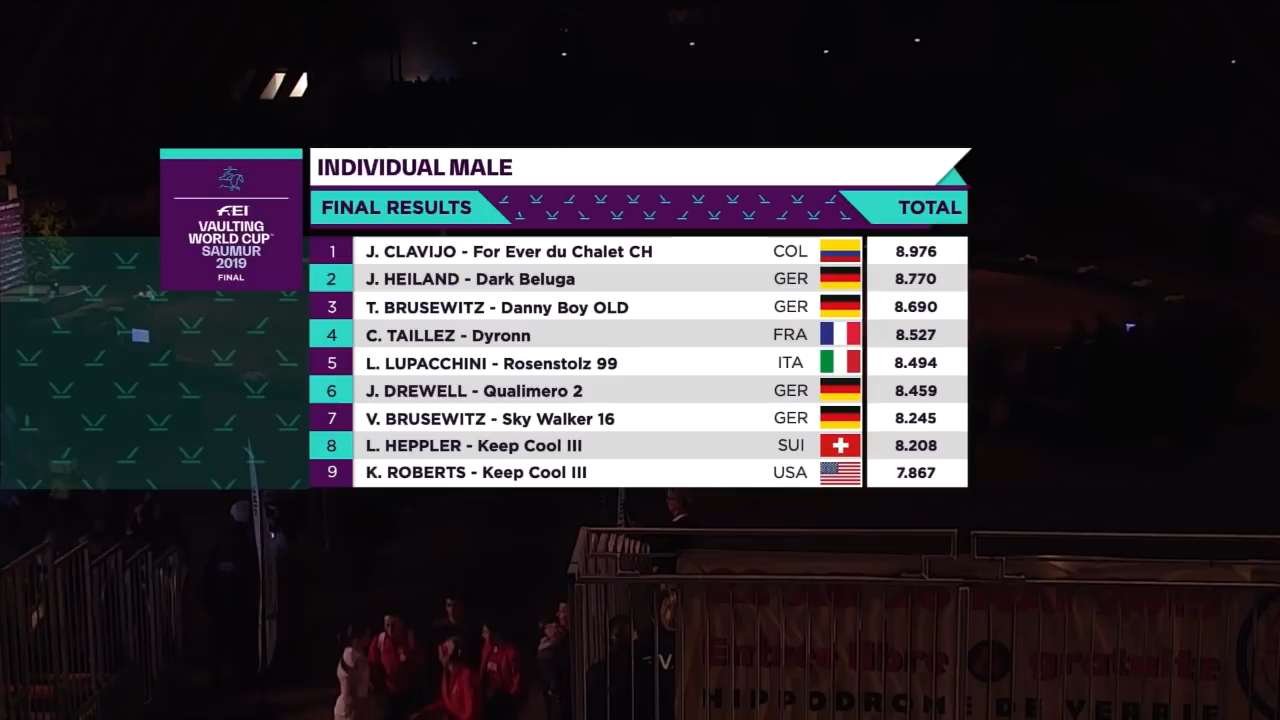 INDIVIDUAL MALE
FINAL RESULTS TOTAL
FEI
VAULTING
WORLD CUP™
SAUMUR
2019
FINAL
1 J. CLAVIJO - For Ever du Chalet CH COL 8.976
2 J. HEILAND - Dark Beluga GER 8.770
3 T. BRUSEWITZ - Danny Boy OLD GER 8.690
4 C. TAILLEZ - Dyronn FRA 8.527
5 L. LUPACCHINI - Rosenstolz 99 ITA 8.494
6 J. DREWELL - Qualimero 2 GER 8.459
7 V. BRUSEWITZ - Sky Walker 16 GER 8.245
8 L. HEPPLER - Keep Cool III SUI 8.208
9 K. ROBERTS - Keep Cool III USA 7.867
Entrée libre gratuite
HIPPODROME DE VERRIE